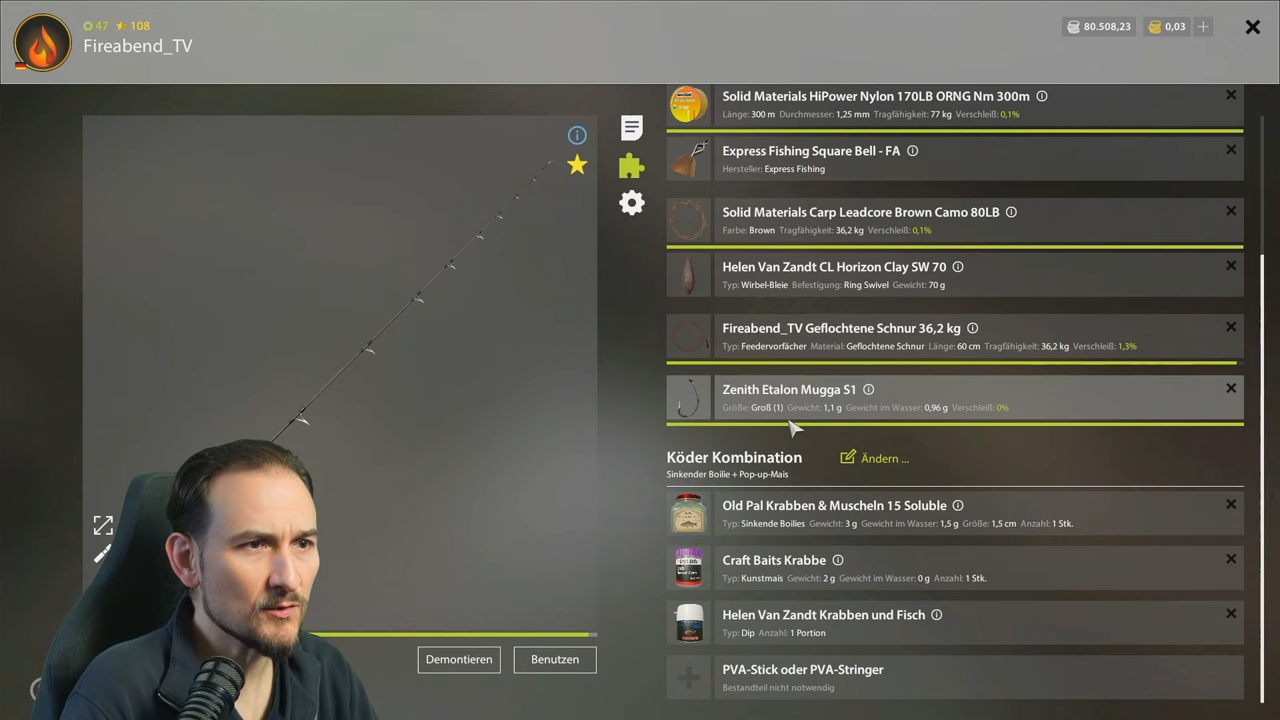 47 108
Fireabend_TV
80.508,23
0,03
Solid Materials HiPower Nylon 170LB ORNG Nm 300m
Länge: 300 m Durchmesser: 1,25 mm Tragfähigkeit: 77 kg Verschleiß: 0,1%
Express Fishing Square Bell - FA
Hersteller: Express Fishing
Solid Materials Carp Leadcore Brown Camo 80LB
Farbe: Brown Tragfähigkeit: 36,2 kg Verschleiß: 0,1%
Helen Van Zandt CL Horizon Clay SW 70
Typ: Wirbel-Bleie Befestigung: Ring Swivel Gewicht: 70 g
Fireabend_TV Geflochtene Schnur 36,2 kg
Typ: Feedervorfächer Material: Geflochtene Schnur Länge: 60 cm Tragfähigkeit: 36,2 kg Verschleiß: 1,3%
Zenith Etalon Mugga S1
Größe: Groß (1) Gewicht: 1,1 g Gewicht im Wasser: 0,96 g Verschleiß: 0%
Köder Kombination
Ändern ...
Sinkender Boilie + Pop-up-Mais
Old Pal Krabben & Muscheln 15 Soluble
Typ: Sinkende Boilies Gewicht: 3 g Gewicht im Wasser: 1,5 g Größe: 1,5 cm Anzahl: 1 Stk.
Craft Baits Krabbe
Typ: Kunstmais Gewicht: 2 g Gewicht im Wasser: 0 g Anzahl: 1 Stk.
Helen Van Zandt Krabben und Fisch
Typ: Dip Anzahl: 1 Portion
PVA-Stick oder PVA-Stringer
Bestandteil nicht notwendig
Demontieren
Benutzen